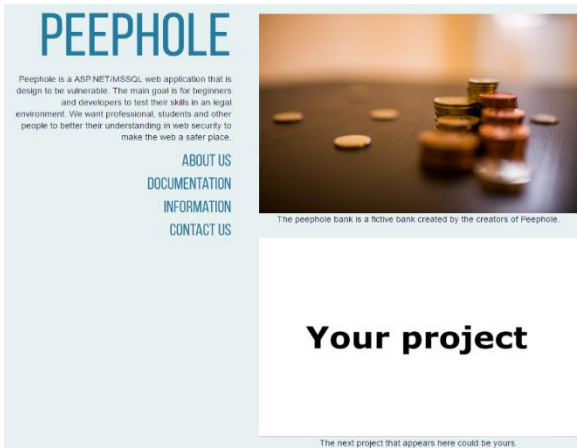 PEEPHOLE
Peephole is a ASP.NET/MSSQL web application that is
design to be vulnerable. The main goal is for beginners
and developers to test their skills in an legal
environment. We want professional, students and other
people to better their understanding in web security to
make the web a safer place.
ABOUT US
DOCUMENTATION
INFORMATION
CONTACT US
The peephole bank is a fictive bank created by the creators of Peephole.
Your project
The next project that appears here could be yours.